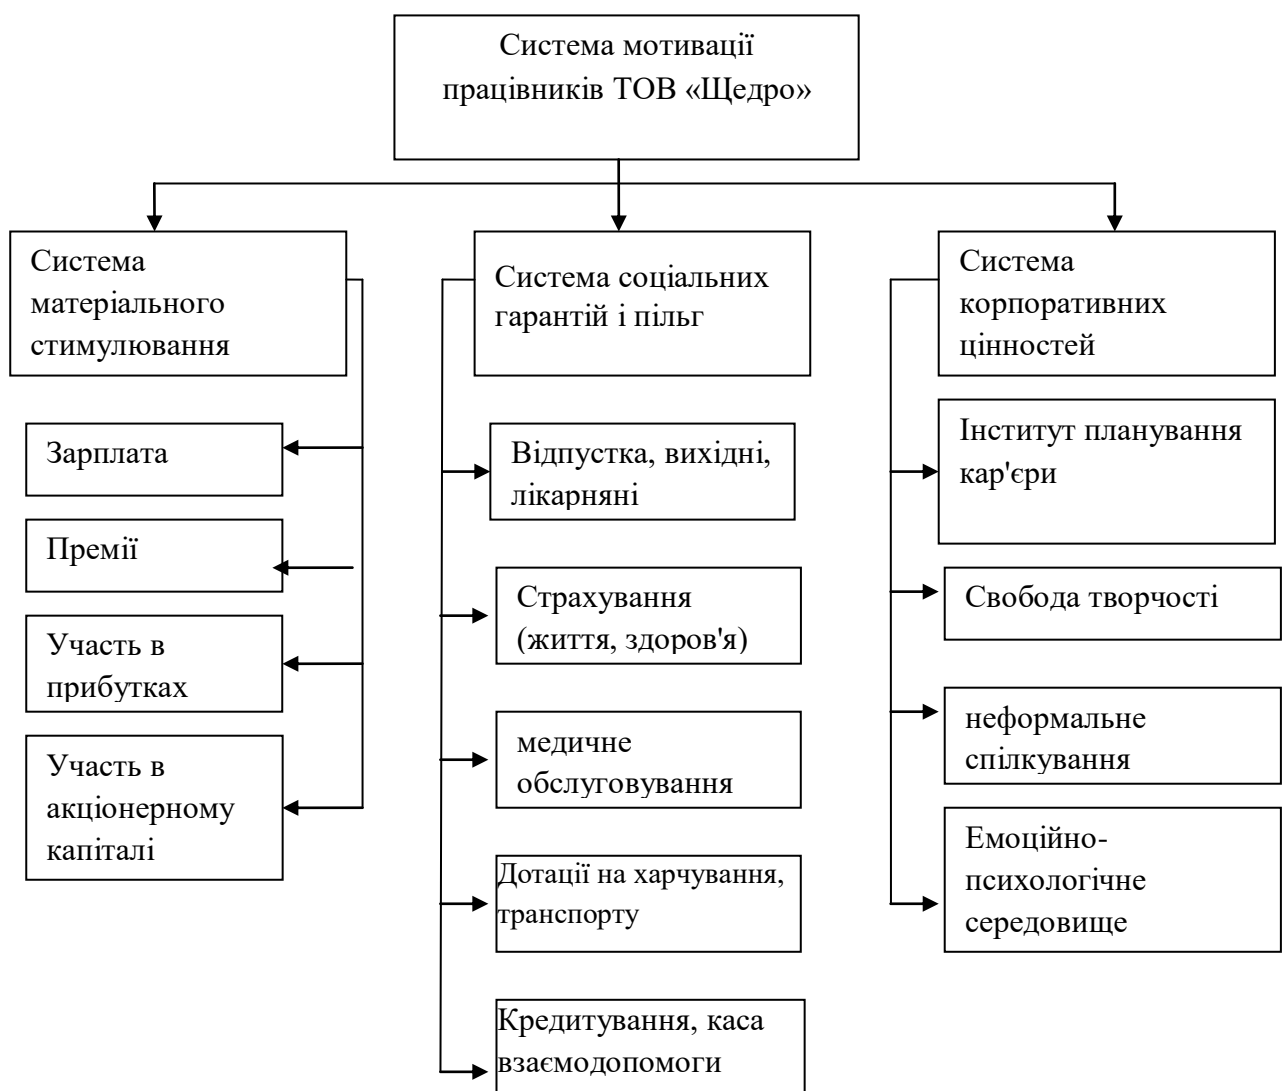 Система мотивації
працівників ТОВ «Щедро»
Система
матеріального
стимулювання
Зарплата
Премії
Участь в
прибутках
Участь в
акціонерному
капіталі
Система соціальних
гарантій і пільг
Відпустка, вихідні,
лікарняні
Страхування
(життя, здоров'я)
медичне
обслуговування
Дотації на харчування,
транспорту
Кредитування, каса
взаємодопомоги
Система
корпоративних
цінностей
Інститут планування
кар'єри
Свобода творчості
неформальне
спілкування
Емоційно-
психологічне
середовище